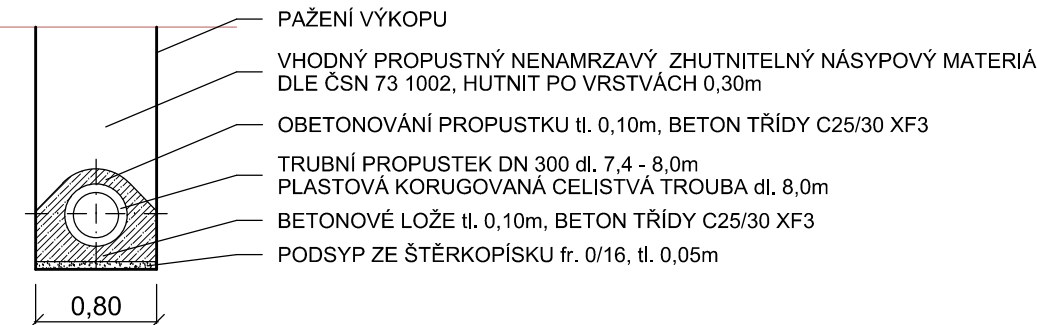 PAŽENÍ VÝKOPU
VHODNÝ PROPUSTNÝ NENAMRZAVÝ ZHUTNITELNÝ NÁSYPOVÝ MATERIÁ
DLE ČSN 73 1002, HUTNIT PO VRSTVÁCH 0,30m
OBETONOVÁNÍ PROPUSTKU tl. 0,10m, BETON TŘÍDY C25/30 XF3
TRUBNÍ PROPUSTEK DN 300 dl. 7,4 - 8,0m
PLASTOVÁ KORUGOVANÁ CELISTVÁ TROUBA dl. 8,0m
BETONOVÉ LOŽE tl. 0,10m, BETON TŘÍDY C25/30 XF3
PODSYP ZE ŠTĚRKOPÍSKU fr. 0/16, tl. 0,05m
0,80